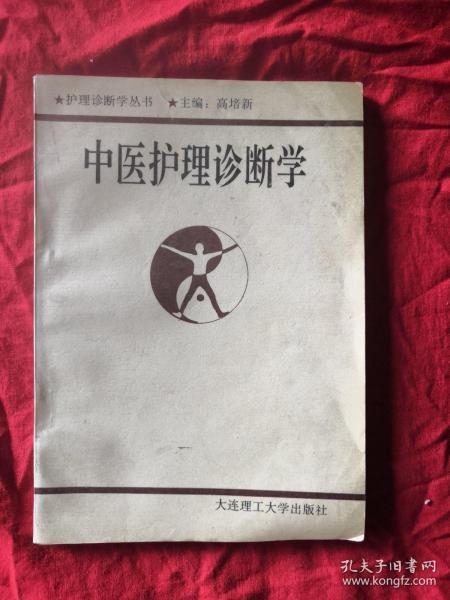 ★护理诊断学丛书 ★主编：高培新
中医护理诊断学
大连理工大学出版社
孔夫子旧书网
www.kongfz.com